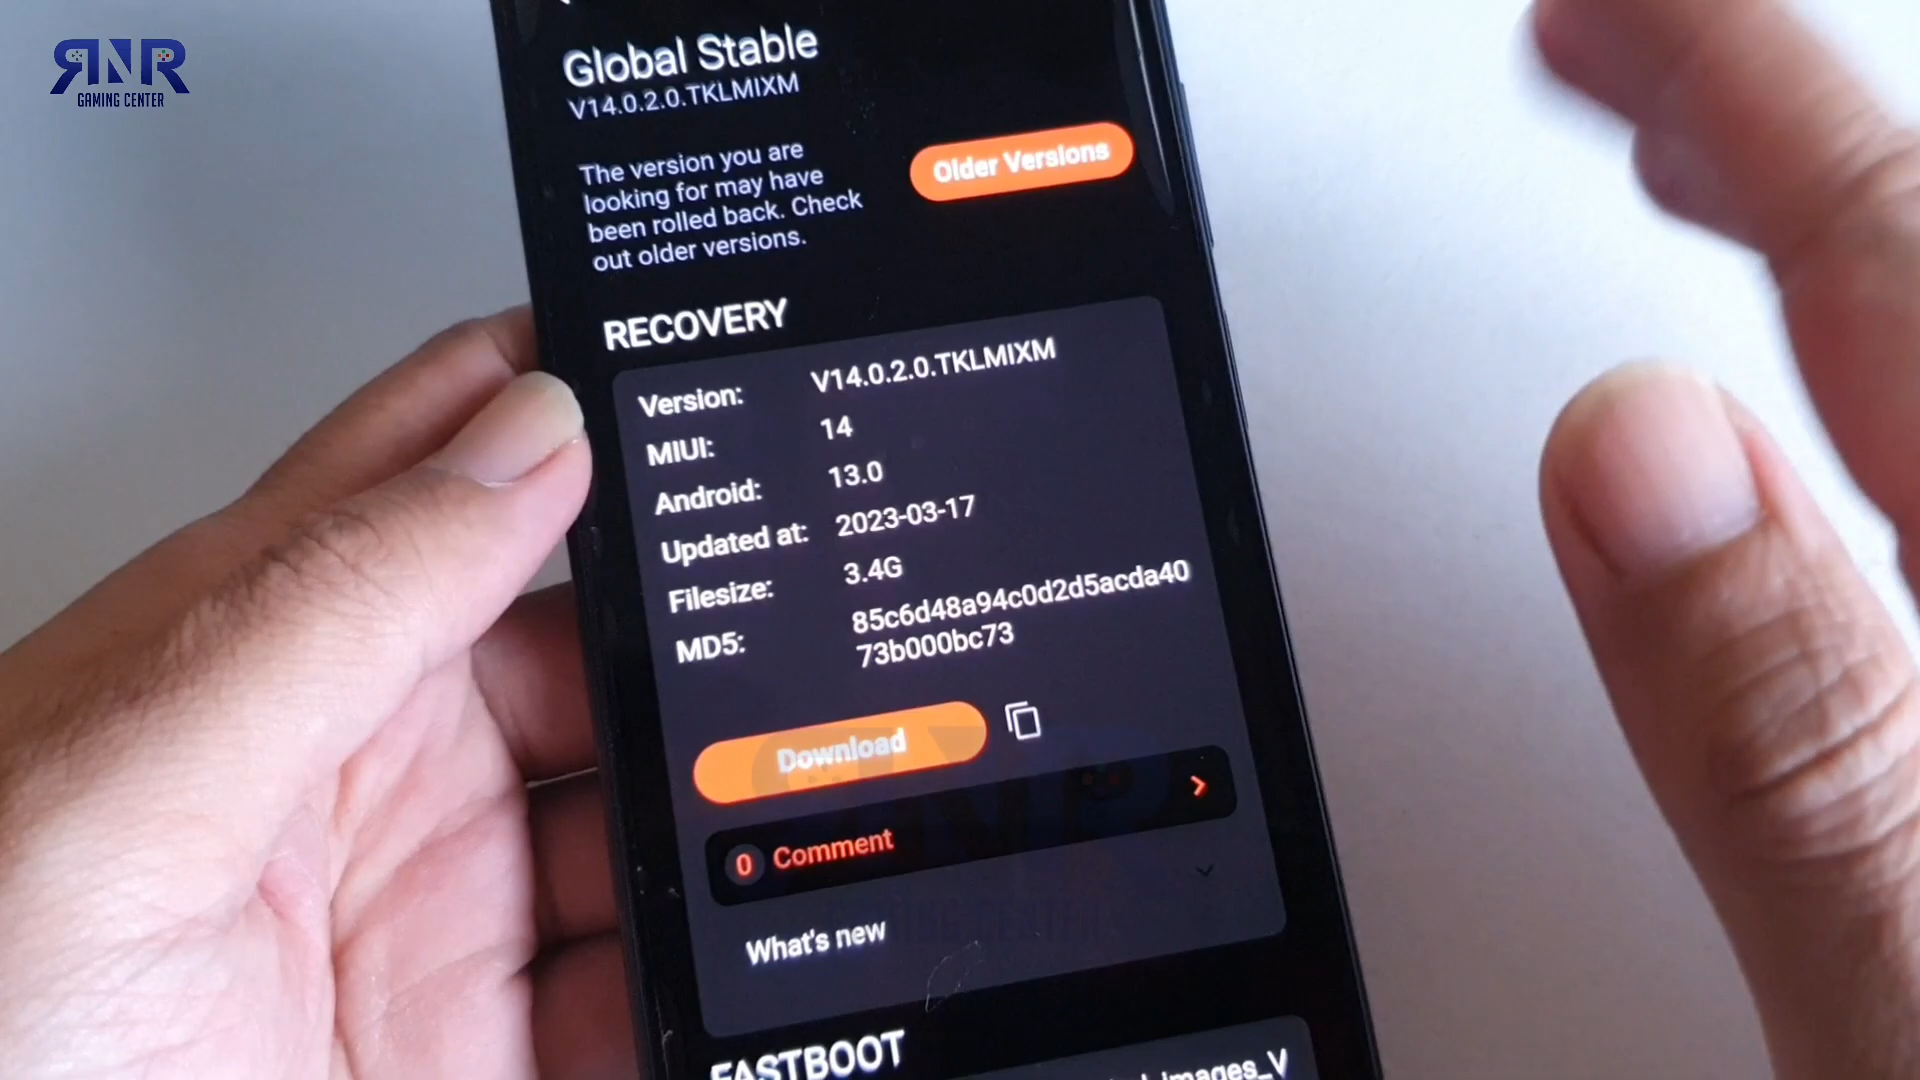 RNR
GAMING CENTER
Global Stable
V14.0.2.0.TKLMIXM
The version you are
looking for may have
been rolled back. Check
out older versions.
Older Versions
RECOVERY
Version: V14.0.2.0.TKLMIXM
MIUI: 14
Android: 13.0
Updated at: 2023-03-17
Filesize: 3.4G
MD5: 85c6d48a94c0d2d5acda40
73b000bc73
Download
0 Comment
What's new
FASTBOOT
images_V